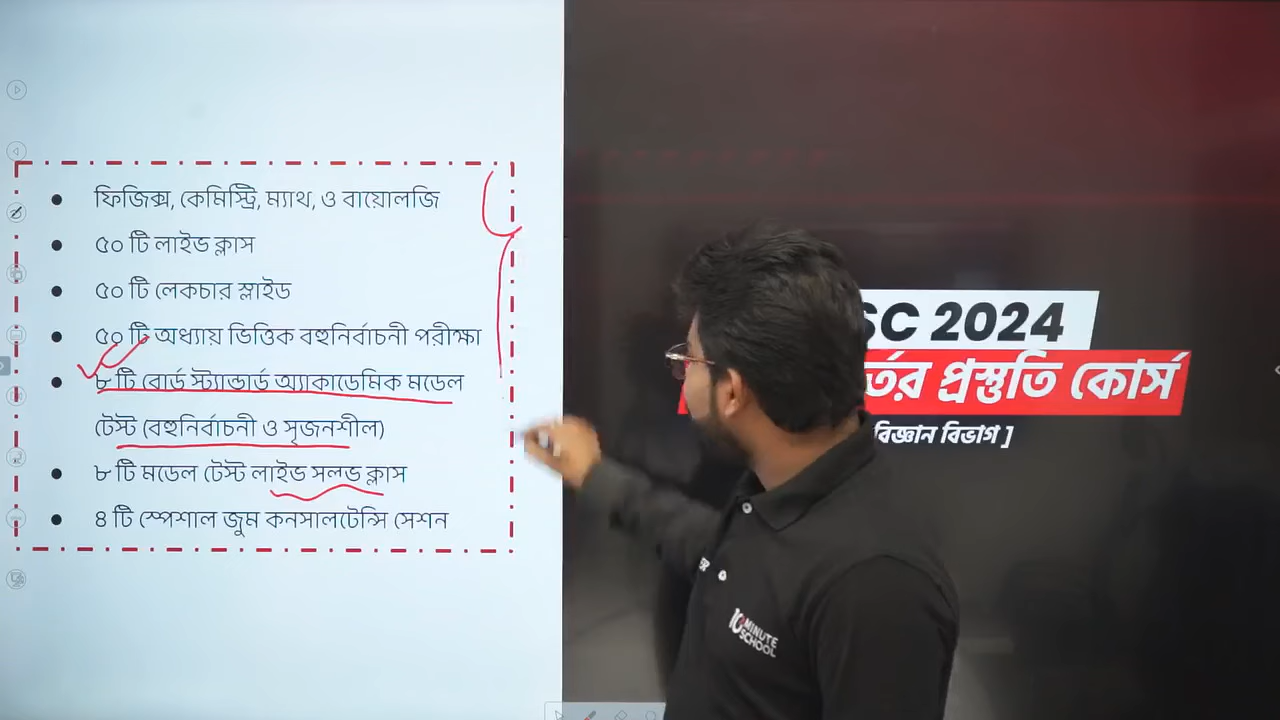 ফিজিক্স, কেমিস্ট্রি, ম্যাথ, ও বায়োলজি
৫০ টি লাইভ ক্লাস
৫০ টি লেকচার স্লাইড
৫০ টি অধ্যায় ভিত্তিক বহুনির্বাচনী পরীক্ষা
৮ টি বোর্ড স্ট্যান্ডার্ড অ্যাকাডেমিক মডেল
টেস্ট (বহুনির্বাচনী ও সৃজনশীল)
৮ টি মডেল টেস্ট লাইভ সলভ ক্লাস
৪ টি স্পেশাল জুম কনসালটেন্সি সেশন
SC 2024
প্রস্তুতি কোর্স
বিজ্ঞান বিভাগ ]
10 MINUTE
SCHOOL